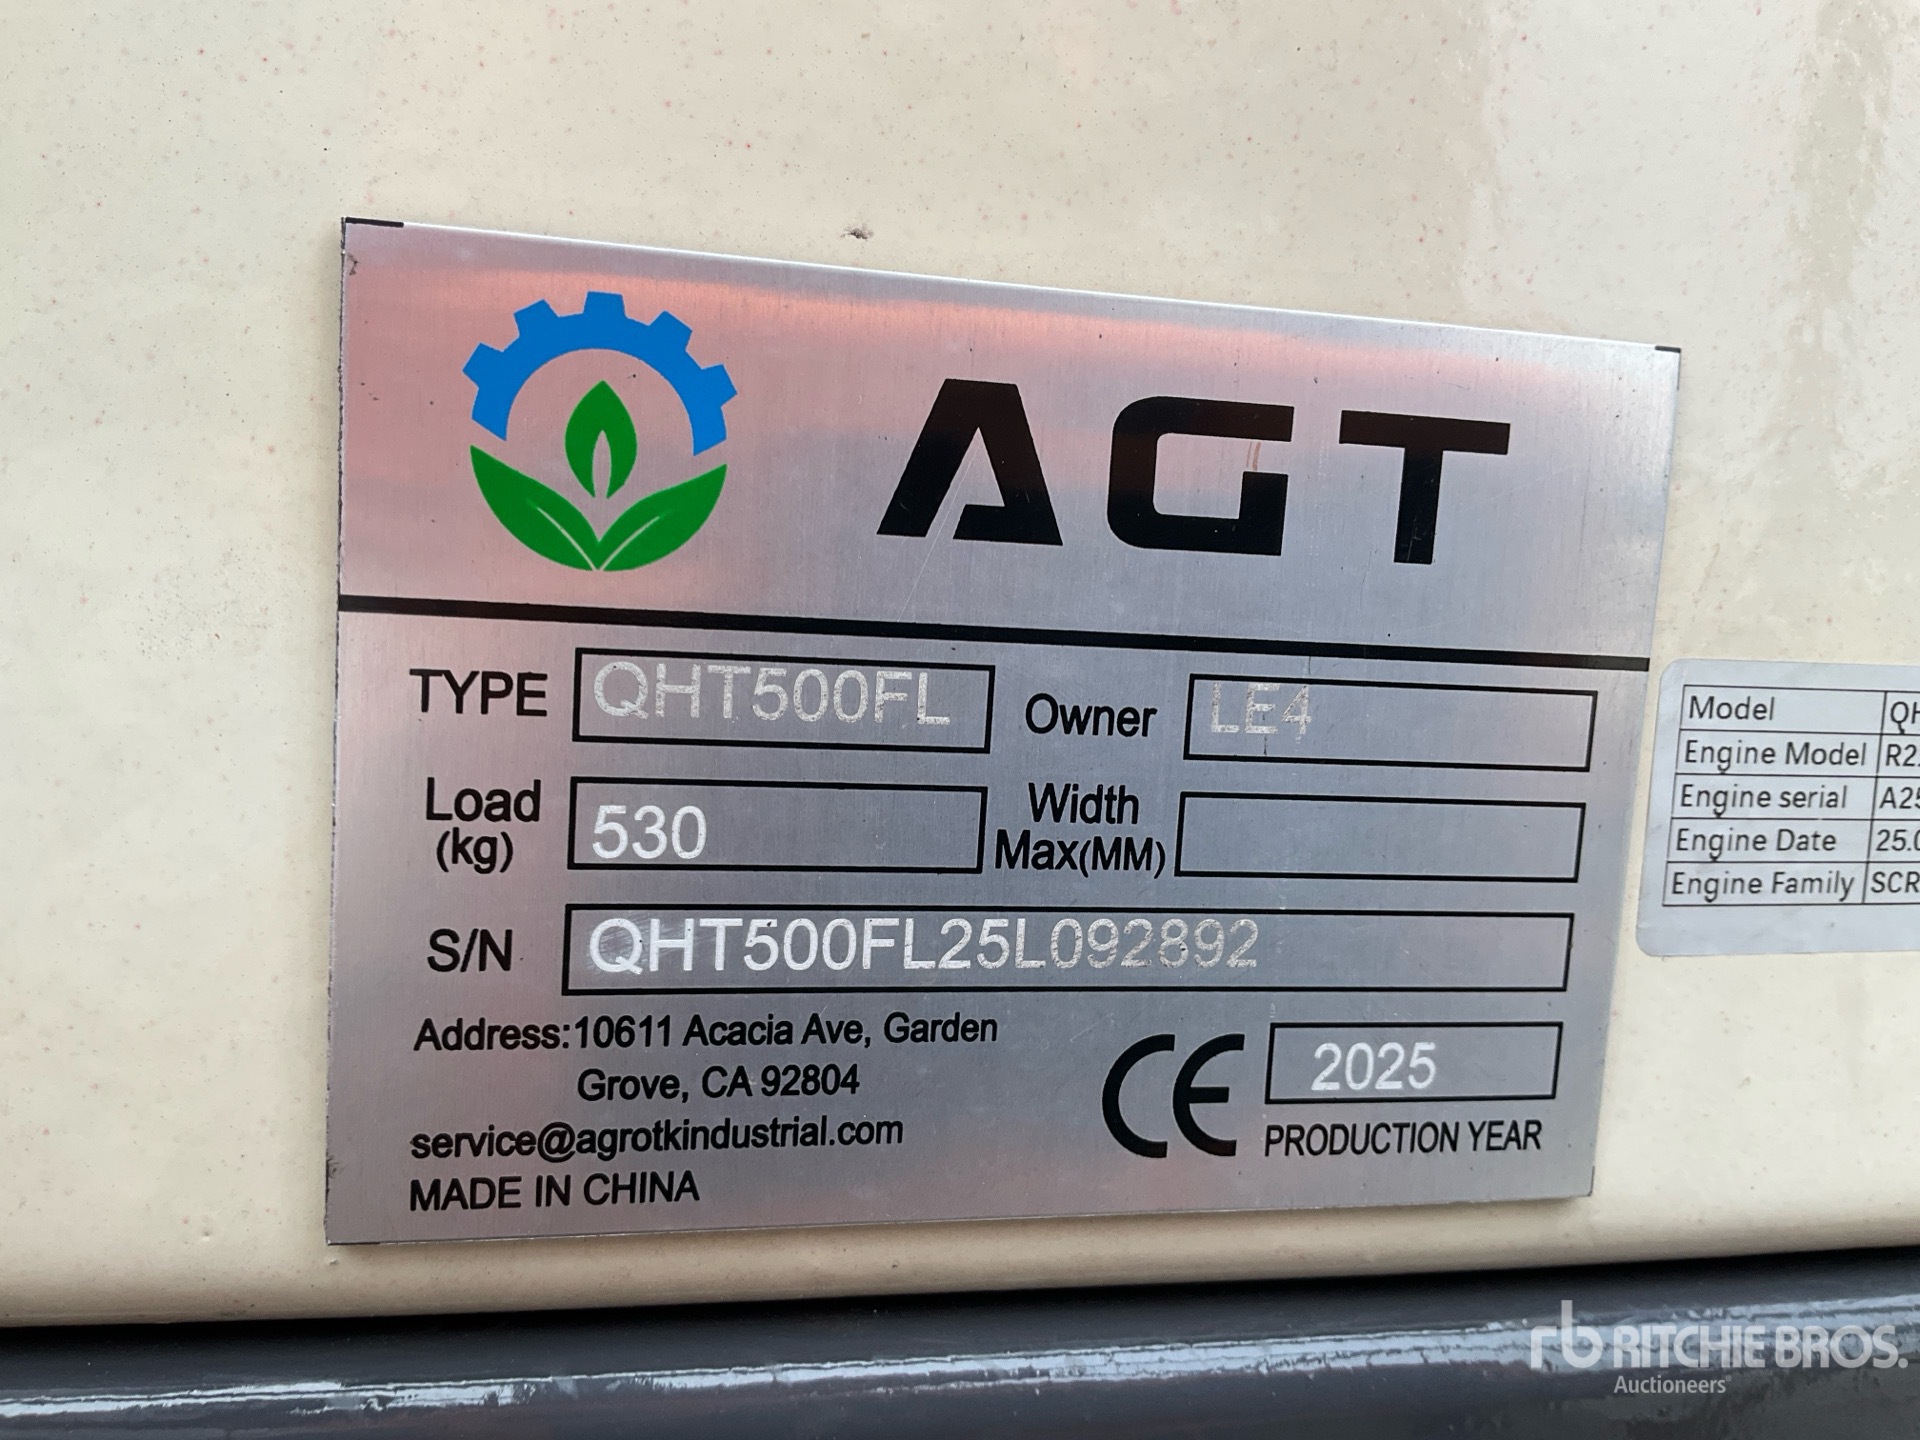 AGT
TYPE QHT500FL Owner LE4
Load (kg) 530 Width Max(MM)
S/N QHT500FL25L092892
Address:10611 Acacia Ave, Garden
Grove, CA 92804
service@agrotkindustrial.com
MADE IN CHINA
CE 2025
PRODUCTION YEAR
Model
Engine Model
Engine serial
Engine Date
Engine Family
rb RITCHIE BROS.
Auctioneers